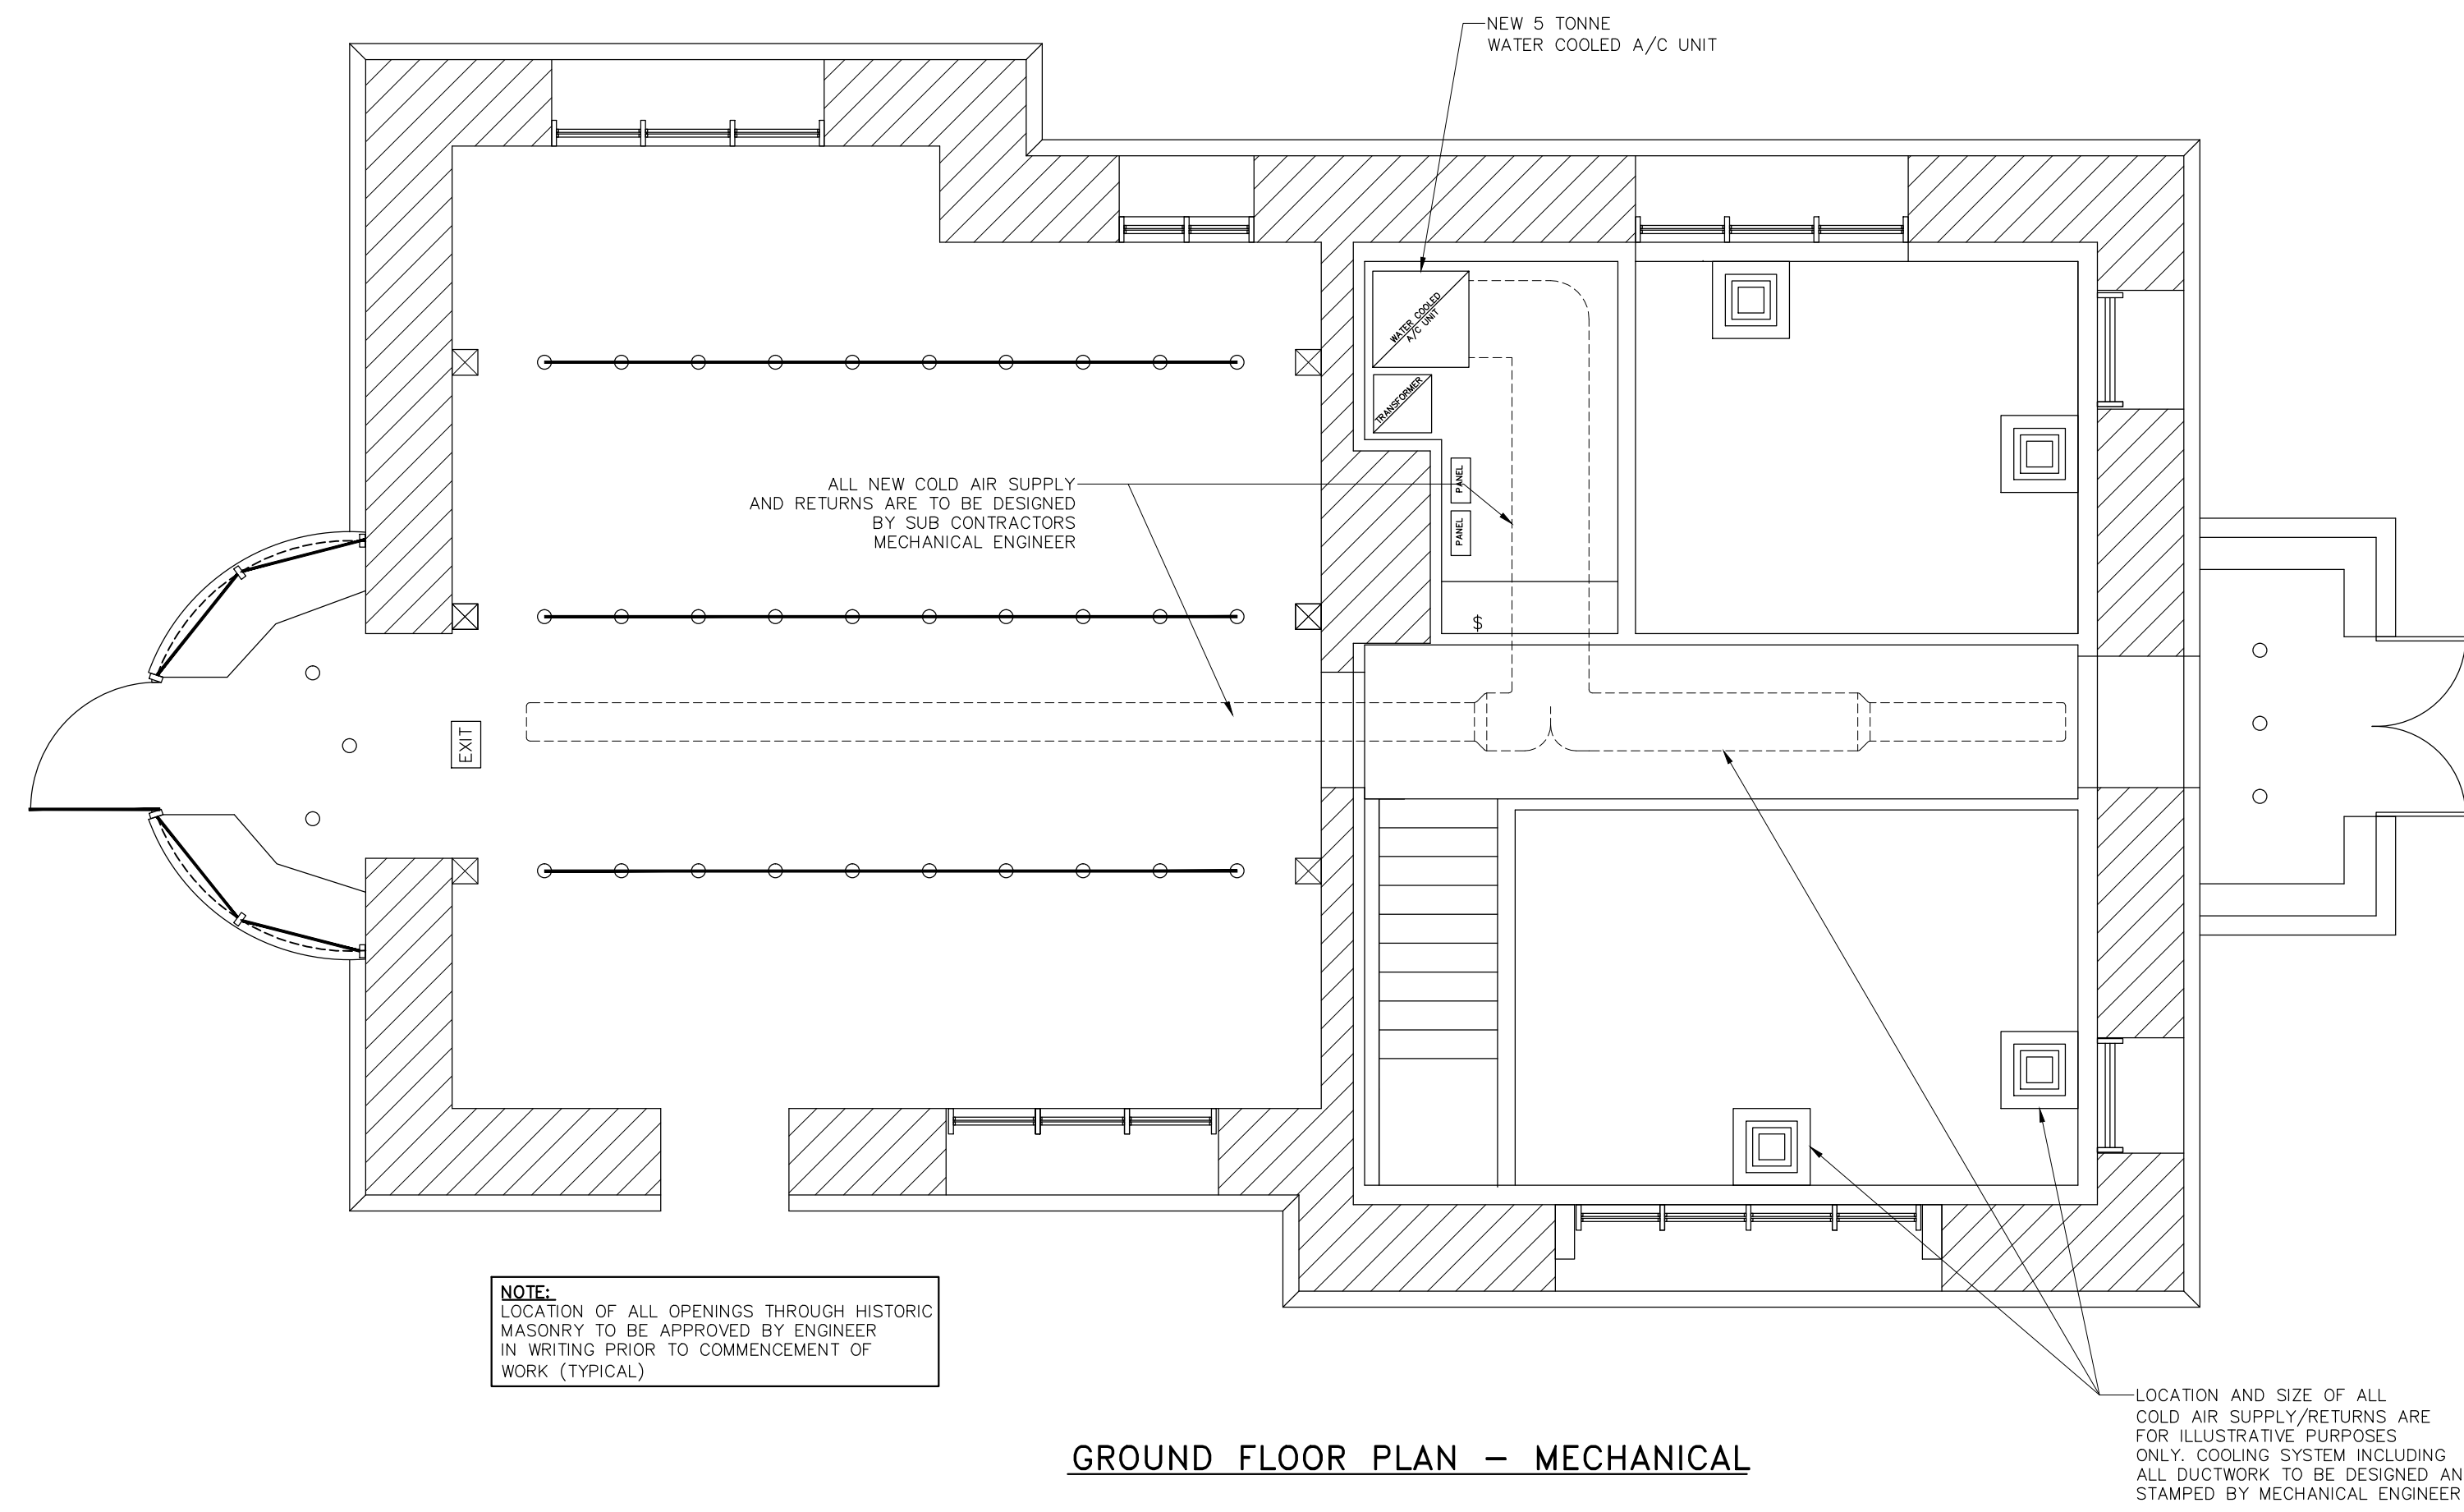 NEW 5 TONNE
WATER COOLED A/C UNIT
WATER COOLED
A/C UNIT
TRANSFORMER
PANEL
PANEL
$
ALL NEW COLD AIR SUPPLY
AND RETURNS ARE TO BE DESIGNED
BY SUB CONTRACTORS
MECHANICAL ENGINEER
EXIT
NOTE:
LOCATION OF ALL OPENINGS THROUGH HISTORIC
MASONRY TO BE APPROVED BY ENGINEER
IN WRITING PRIOR TO COMMENCEMENT OF
WORK (TYPICAL)
GROUND FLOOR PLAN – MECHANICAL
LOCATION AND SIZE OF ALL
COLD AIR SUPPLY/RETURNS ARE
FOR ILLUSTRATIVE PURPOSES
ONLY. COOLING SYSTEM INCLUDING
ALL DUCTWORK TO BE DESIGNED AN
STAMPED BY MECHANICAL ENGINEER